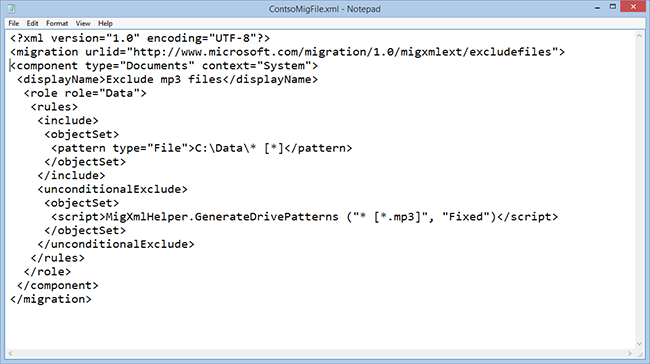 ContsoMigFile.xml - Notepad
File Edit Format View Help
<?xml version="1.0" encoding="UTF-8"?>
<migration urlid="http://www.microsoft.com/migration/1.0/migxmlext/excludefiles">
<component type="Documents" context="System">
<displayName>Exclude mp3 files</displayName>
<role role="Data">
<rules>
<include>
<objectSet>
<pattern type="File">C:\Data\* [*]</pattern>
</objectSet>
</include>
<unconditionalExclude>
<objectSet>
<script>MigXmlHelper.GenerateDrivePatterns ("* [*.mp3]", "Fixed")</script>
</objectSet>
</unconditionalExclude>
</rules>
</role>
</component>
</migration>